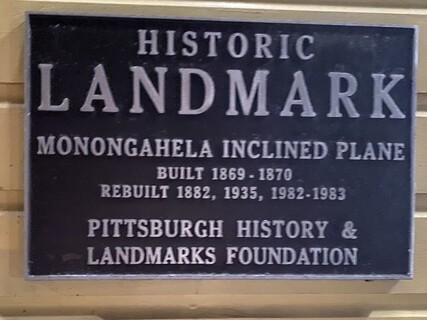 HISTORIC
LANDMARK
MONONGAHELA INCLINED PLANE
BUILT 1869-1870
REBUILT 1882, 1935, 1982-1983
PITTSBURGH HISTORY &
LANDMARKS FOUNDATION